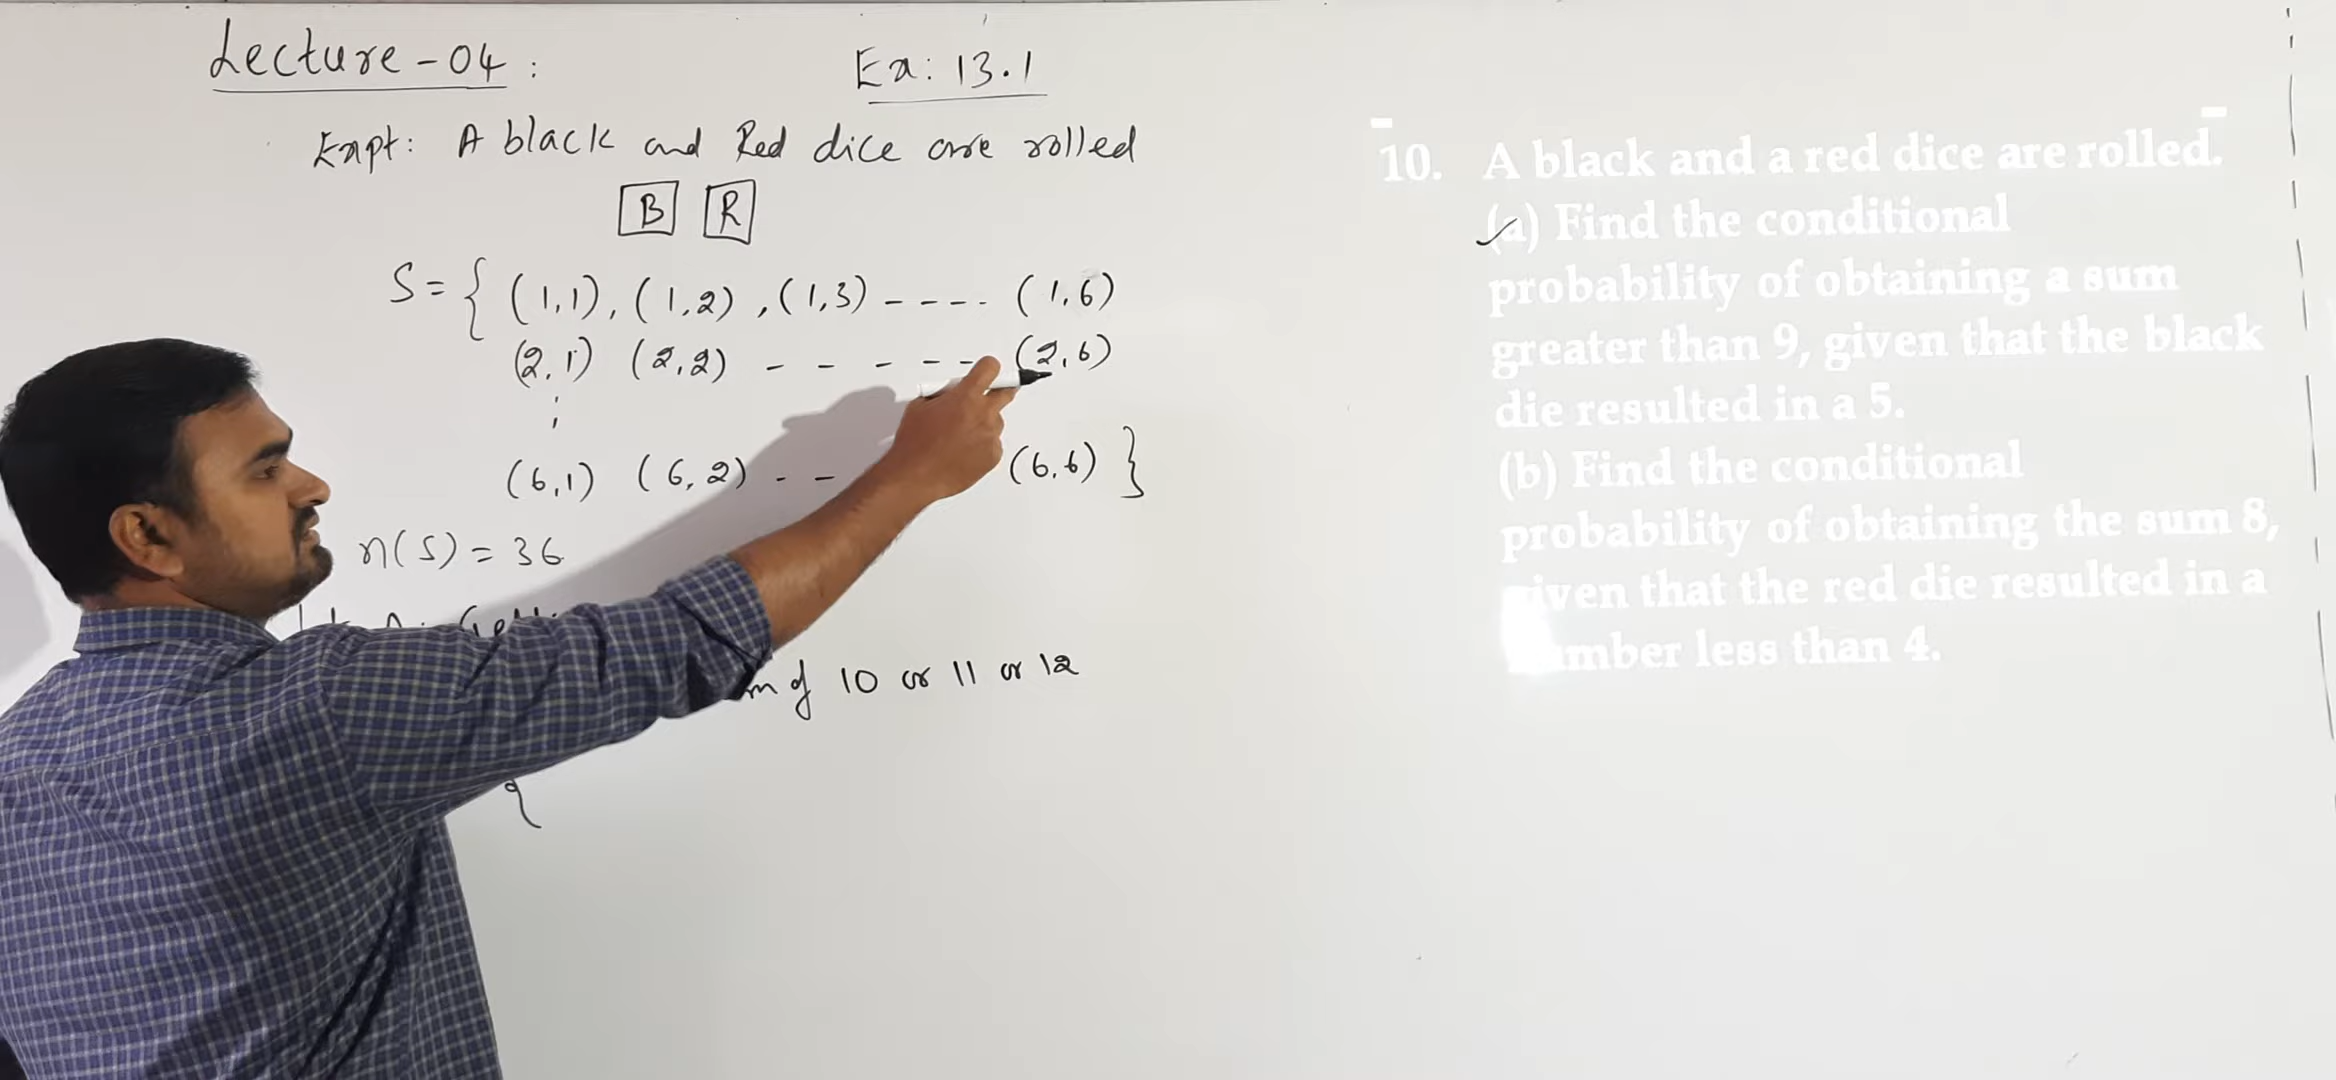 Lecture - 04 :
Ex: 13.1
Expt: A black and Red dice are rolled
B R
S = { (1,1), (1,2), (1,3) - - - - (1,6)
(2,1) (2,2) - - - - - (2,6)
(6,1) (6,2) - - (6,6) }
n(S) = 36
10 or 11 or 12
{
10. A black and a red dice are rolled.
(a) Find the conditional
probability of obtaining a sum
greater than 9, given that the black
die resulted in a 5.
(b) Find the conditional
probability of obtaining the sum 8,
given that the red die resulted in a
number less than 4.